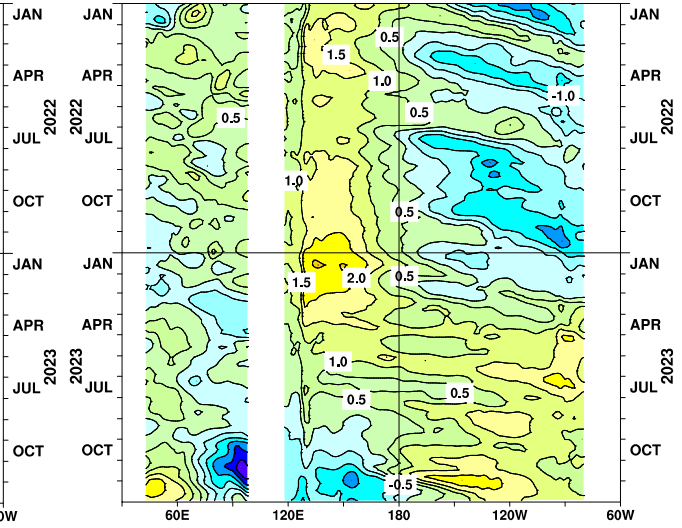 JAN JAN JAN
0.5
1.5
APR APR APR
1.0
-1.0
2022 2022 2022
0.5 0.5
JUL JUL JUL
1.0
OCT OCT OCT
0.5
JAN JAN JAN
1.5 2.0 0.5
APR APR APR
1.0
2023 2023 2023
JUL JUL JUL
0.5 0.5
OCT OCT OCT
-0.5
0W 60E 120E 180 120W 60W